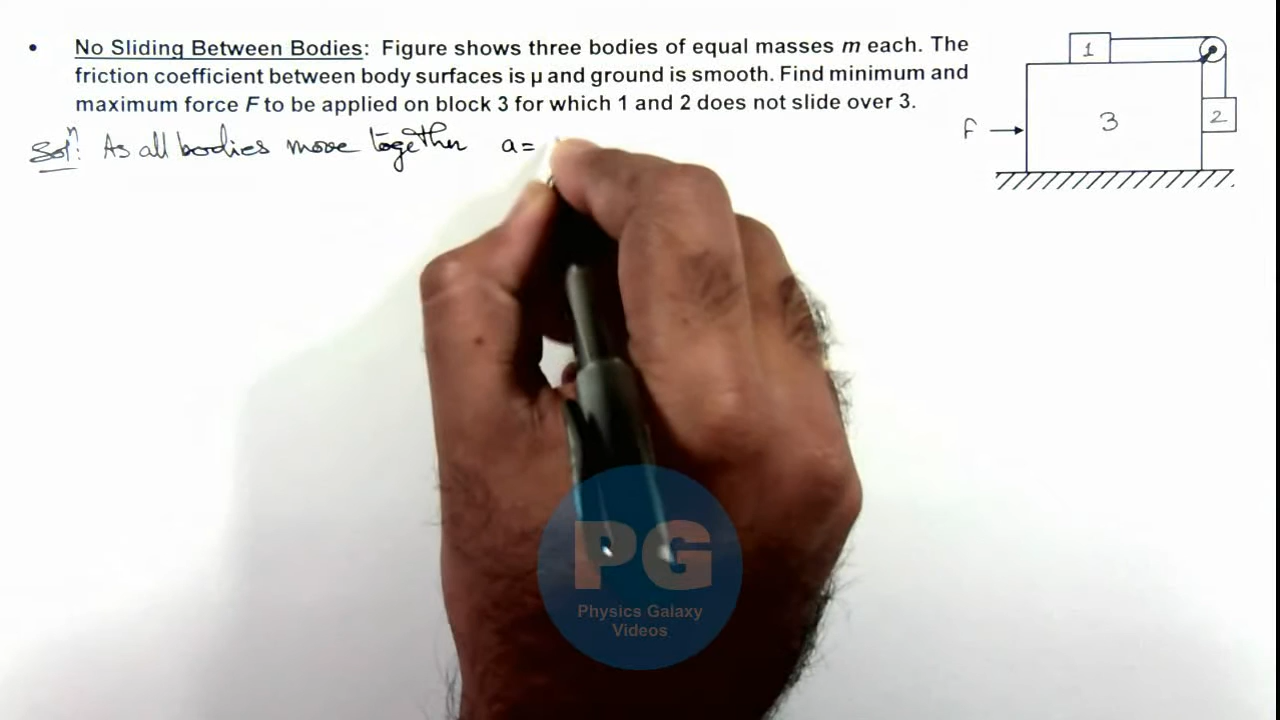 • No Sliding Between Bodies: Figure shows three bodies of equal masses m each. The
friction coefficient between body surfaces is μ and ground is smooth. Find minimum and
maximum force F to be applied on block 3 for which 1 and 2 does not slide over 3.
Solⁿ: As all bodies move together a =
1
2
3
F
PG
Physics Galaxy
Videos